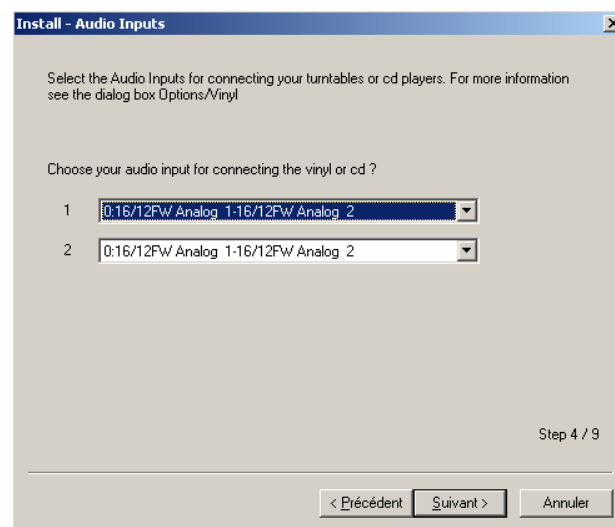 Install - Audio Inputs
Select the Audio Inputs for connecting your turntables or cd players. For more information
see the dialog box Options/Vinyl
Choose your audio input for connecting the vinyl or cd ?
1 0:16/12FW Analog 1-16/12FW Analog 2
2 0:16/12FW Analog 1-16/12FW Analog 2
Step 4 / 9
< Précédent Suivant > Annuler